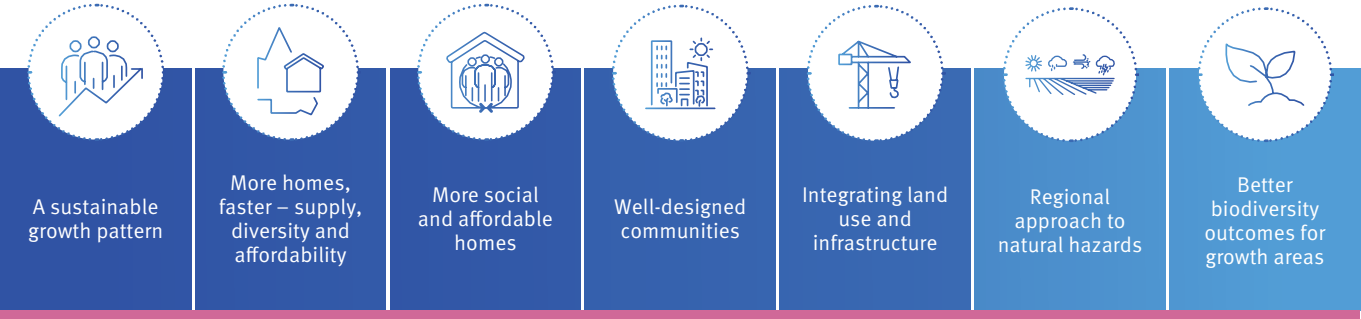 A sustainable
growth pattern
More homes,
faster – supply,
diversity and
affordability
More social
and affordable
homes
Well-designed
communities
Integrating land
use and
infrastructure
Regional
approach to
natural hazards
Better
biodiversity
outcomes for
growth areas